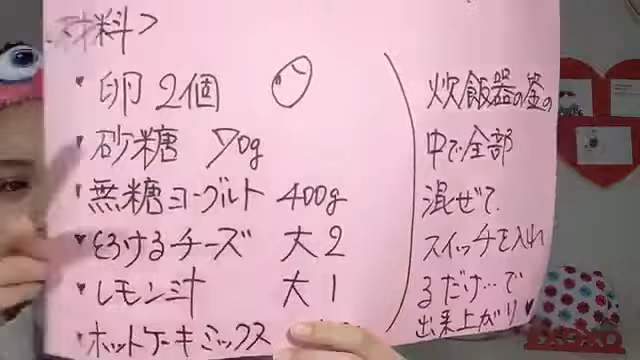 材料>
・卵 2個
・砂糖 70g
・無糖ヨーグルト 400g
・とろけるチーズ 大2
・レモン汁 大1
・ホットケーキミックス
炊飯器の釜の
中で全部
混ぜて、
スイッチを入れ
るだけ…で
出来上がり♥